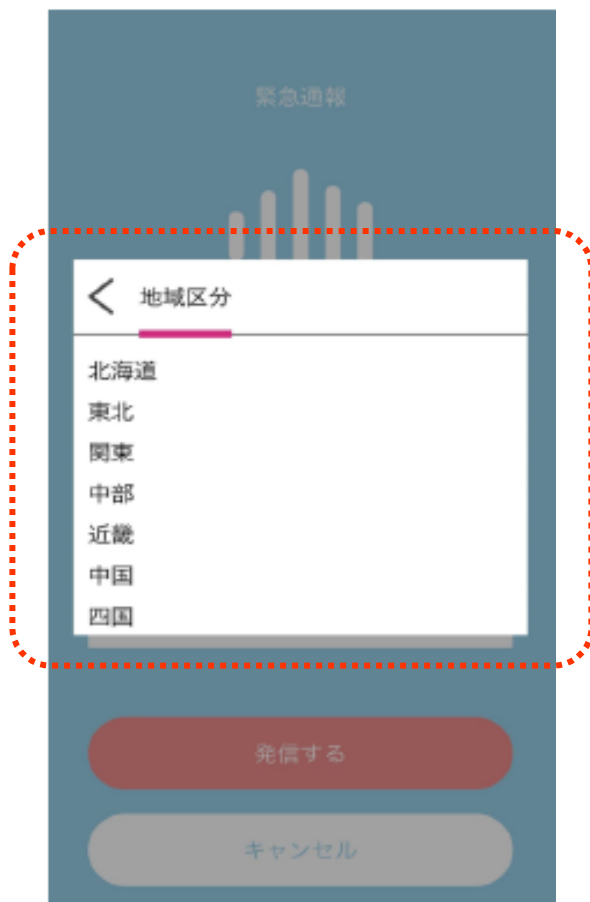 緊急通報
地域区分
北海道
東北
関東
中部
近畿
中国
四国
発信する
キャンセル